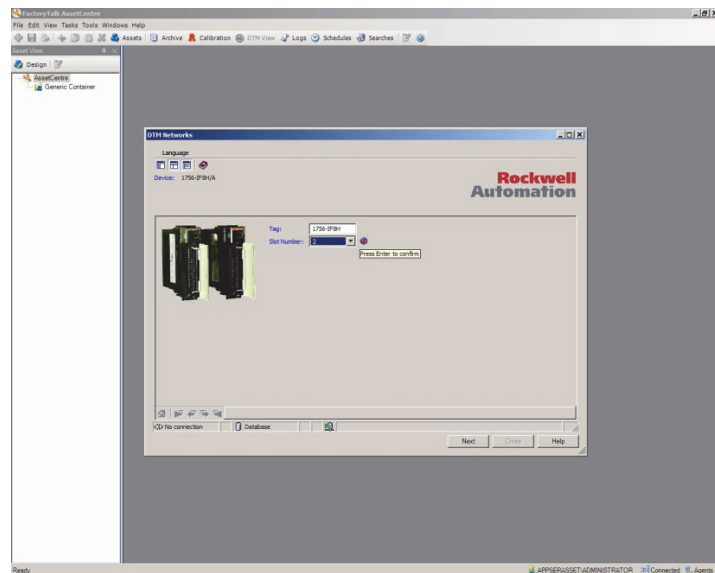 FactoryTalk AssetCentre
File Edit View Tasks Tools Windows Help
Assets Archive Calibration DTM View Logs Schedules Searches
Asset View
Design
AssetCentre
Generic Container
DTM Networks
Language
Device: 1756-IF8H/A
Rockwell
Automation
Tag: 1756-IF8H
Slot Number: 2
Press Enter to confirm
No connection Database
Next Close Help
Ready APPSERASSET\ADMINISTRATOR Connected Agents